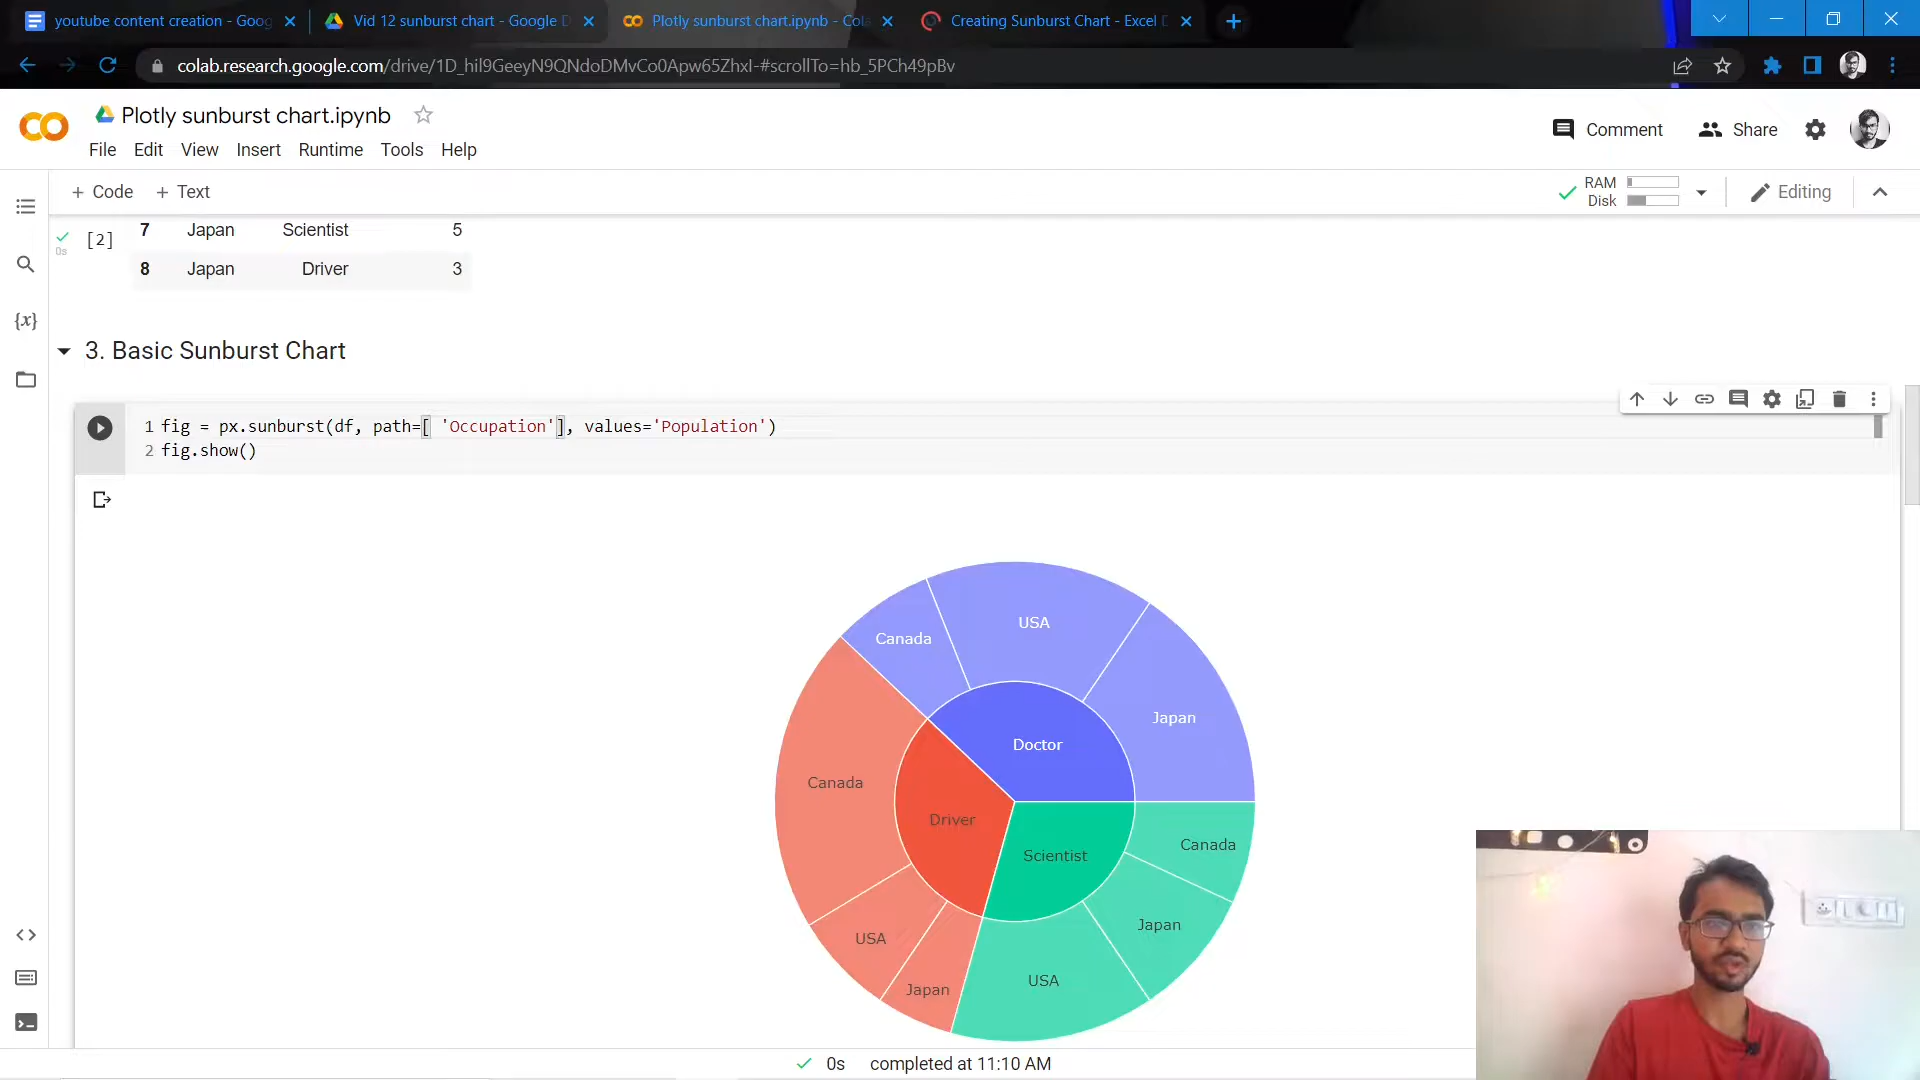 youtube content creation - Goog
Vid 12 sunburst chart - Google D
Plotly sunburst chart.ipynb - Cola
Creating Sunburst Chart - Excel D
colab.research.google.com/drive/1D_hil9GeeyN9QNdoDMvCo0Apw65ZhxI-#scrollTo=hb_5PCh49pBv
Plotly sunburst chart.ipynb
File Edit View Insert Runtime Tools Help
Comment
Share
+ Code + Text
RAM
Disk
Editing
[2]
0s
7 Japan Scientist 5
8 Japan Driver 3
{x}
3. Basic Sunburst Chart
1 fig = px.sunburst(df, path=[ 'Occupation'], values='Population')
2 fig.show()
USA
Canada
Japan
Doctor
Canada
Driver
Scientist
Canada
Japan
USA
USA
Japan
0s completed at 11:10 AM